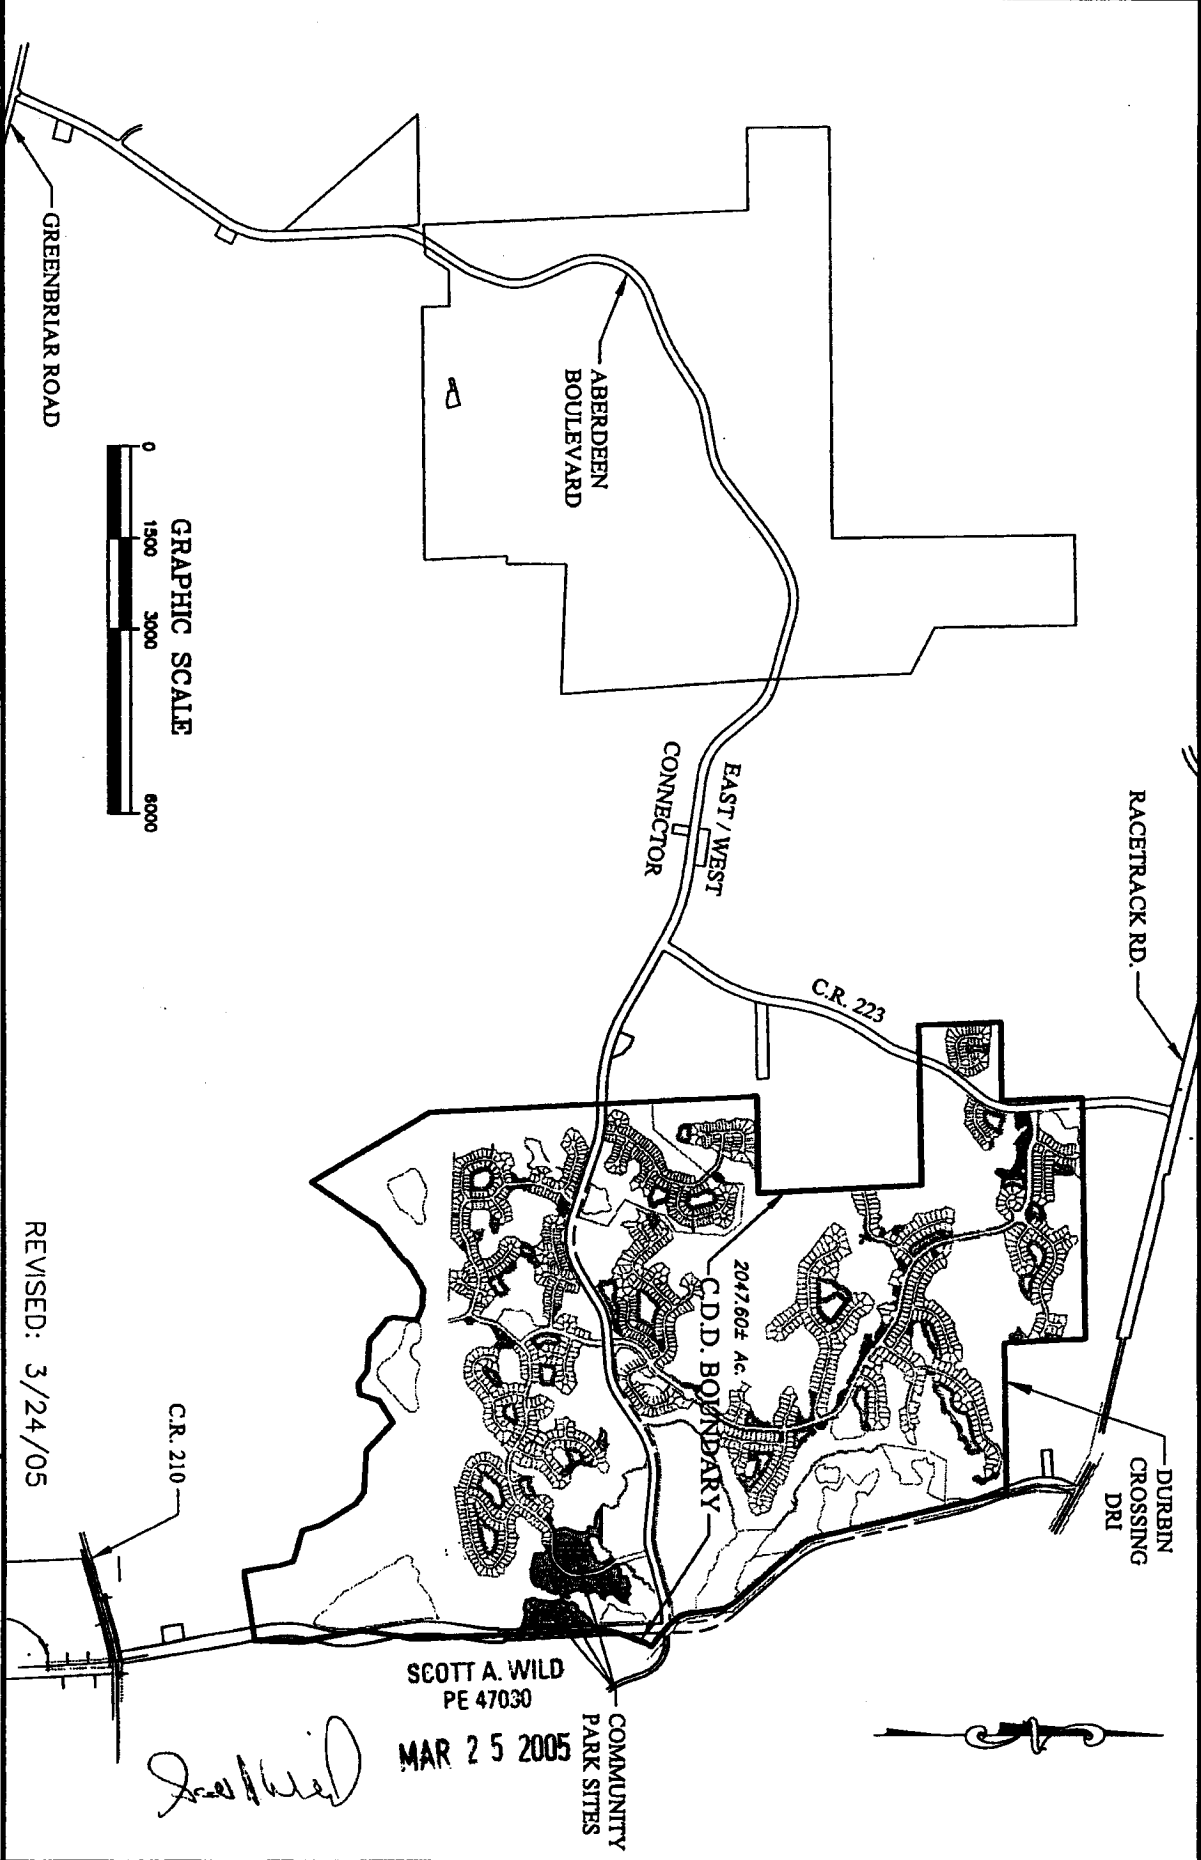 RACETRACK RD.
DURBIN
CROSSING
DRI
C.R. 223
EAST / WEST
CONNECTOR
ABERDEEN
BOULEVARD
GREENBRIAR ROAD
2047.60± Ac.
C.D.D. BOUNDARY
COMMUNITY
PARK SITES
C.R. 210
GRAPHIC SCALE
0 1500 3000 6000
REVISED: 3/24/05
SCOTT A. WILD
PE 47030
MAR 25 2005
Scott A Wild